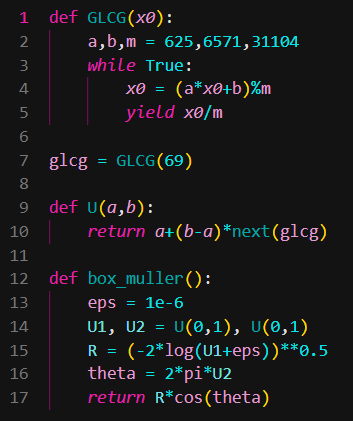 1 def GLCG(x0):
2     a,b,m = 625,6571,31104
3     while True:
4         x0 = (a*x0+b)%m
5         yield x0/m
6
7 glcg = GLCG(69)
8
9 def U(a,b):
10     return a+(b-a)*next(glcg)
11
12 def box_muller():
13     eps = 1e-6
14     U1, U2 = U(0,1), U(0,1)
15     R = (-2*log(U1+eps))**0.5
16     theta = 2*pi*U2
17     return R*cos(theta)